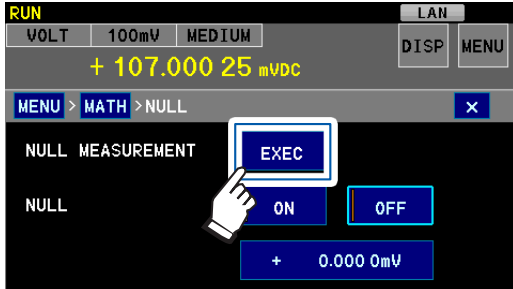 RUN LAN
VOLT 100mV MEDIUM DISP MENU
+ 107.000 25 mVDC
MENU > MATH >NULL ×
NULL MEASUREMENT EXEC
NULL ON OFF
+ 0.000 0mV